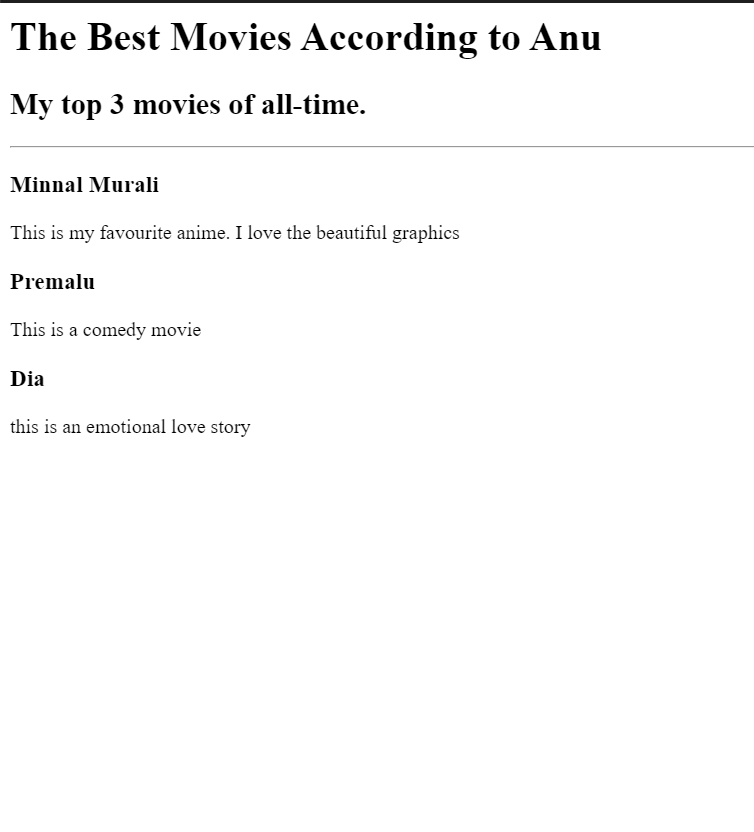 The Best Movies According to Anu
My top 3 movies of all-time.
Minnal Murali
This is my favourite anime. I love the beautiful graphics
Premalu
This is a comedy movie
Dia
this is an emotional love story